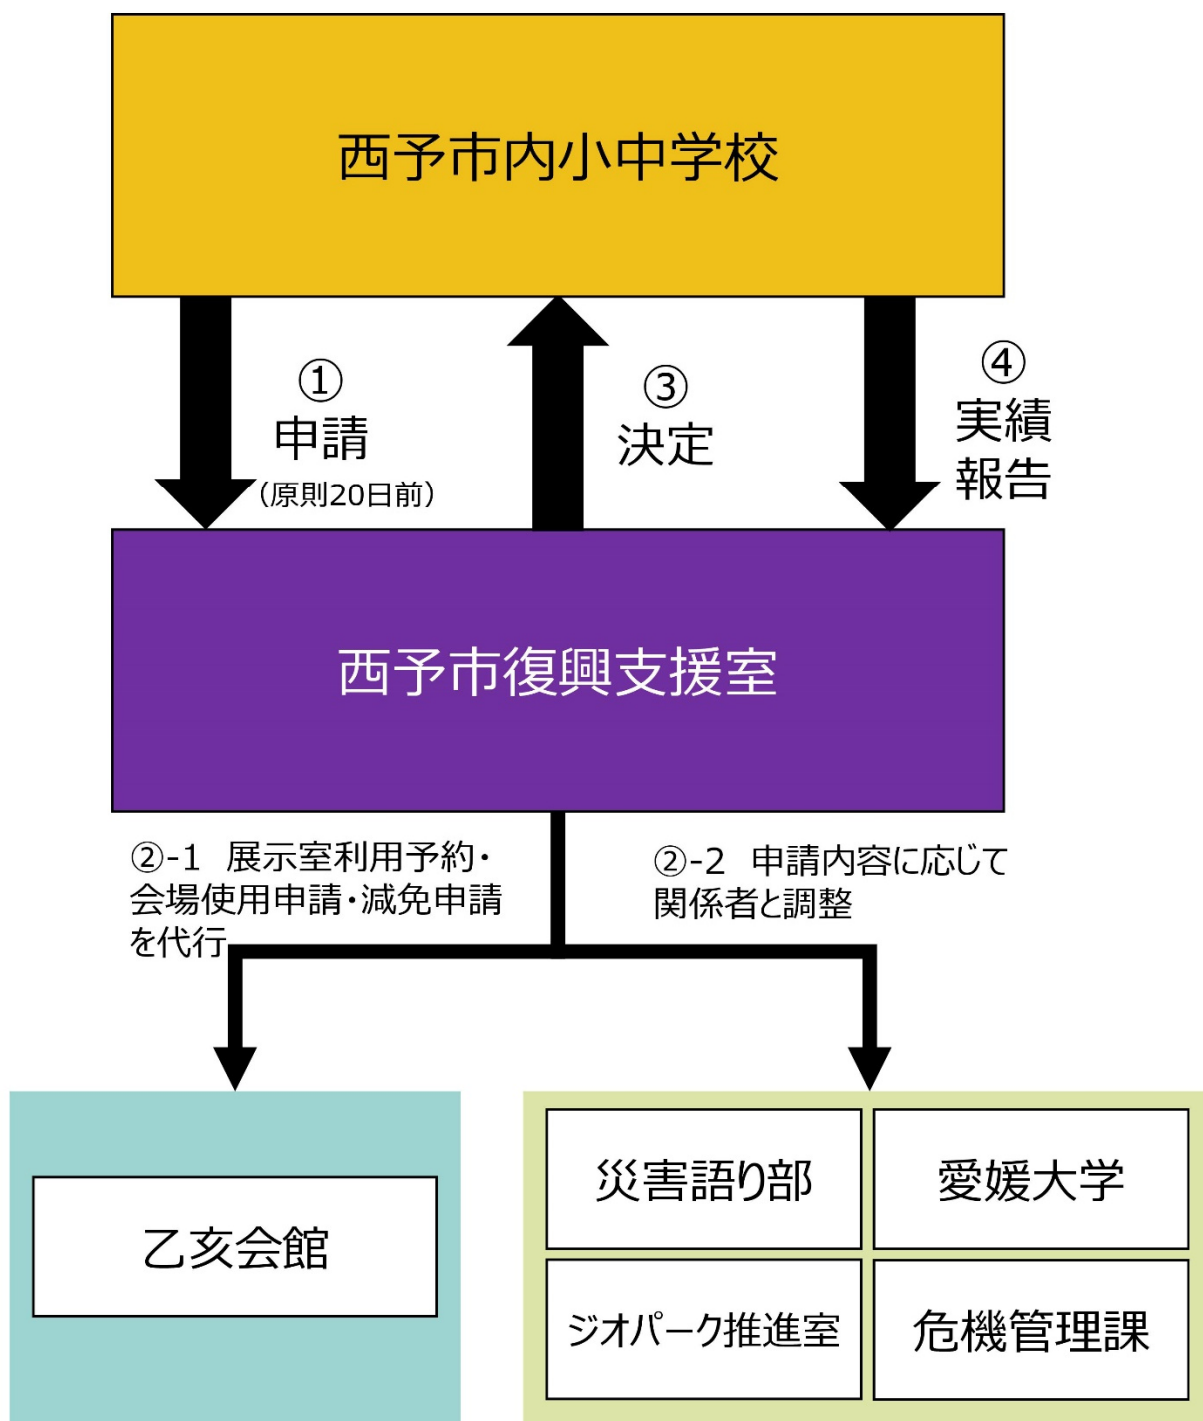 西予市内小中学校
①
申請
（原則20日前）
③
決定
④
実績
報告
西予市復興支援室
②-1　展示室利用予約・
会場使用申請・減免申請
を代行
②-2　申請内容に応じて
関係者と調整
乙亥会館
災害語り部
愛媛大学
ジオパーク推進室
危機管理課